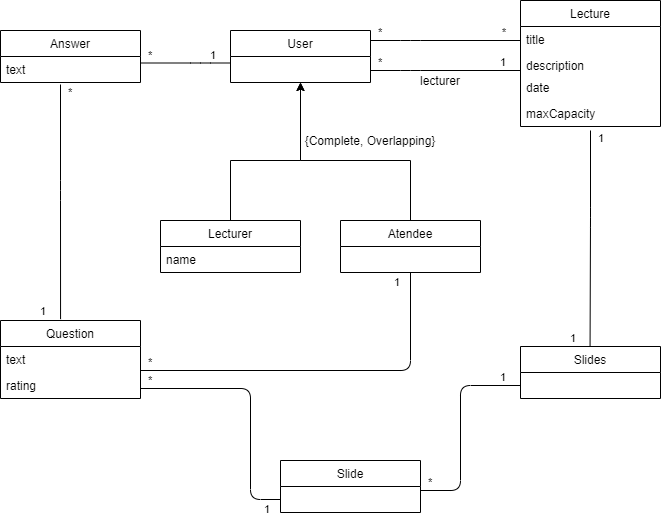 Lecture
title
description
date
maxCapacity
Answer
text
* 1
User
* *
* 1
lecturer
{Complete, Overlapping}
Lecturer
name
Atendee
*
1
1
1
1
Question
text
rating
*
*
Slides
1
Slide
*
1